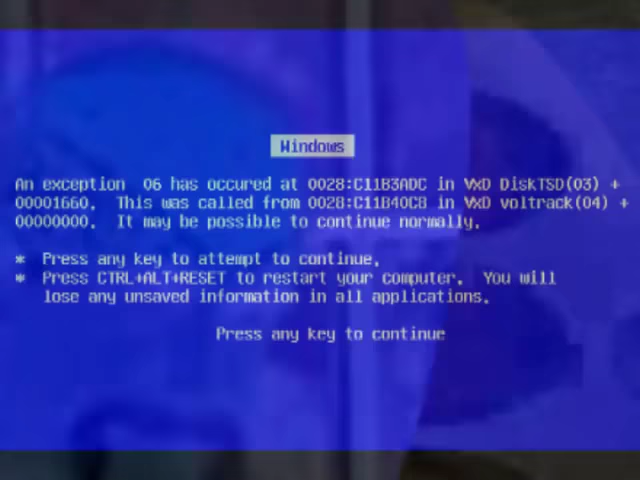 Windows
An exception 06 has occured at 0028:C11B3ADC in VxD DiskTSD(03) +
00001660. This was called from 0028:C11B40C8 in VxD voltrack(04) +
00000000. It may be possible to continue normally.
* Press any key to attempt to continue.
* Press CTRL+ALT+RESET to restart your computer. You will
lose any unsaved information in all applications.
Press any key to continue